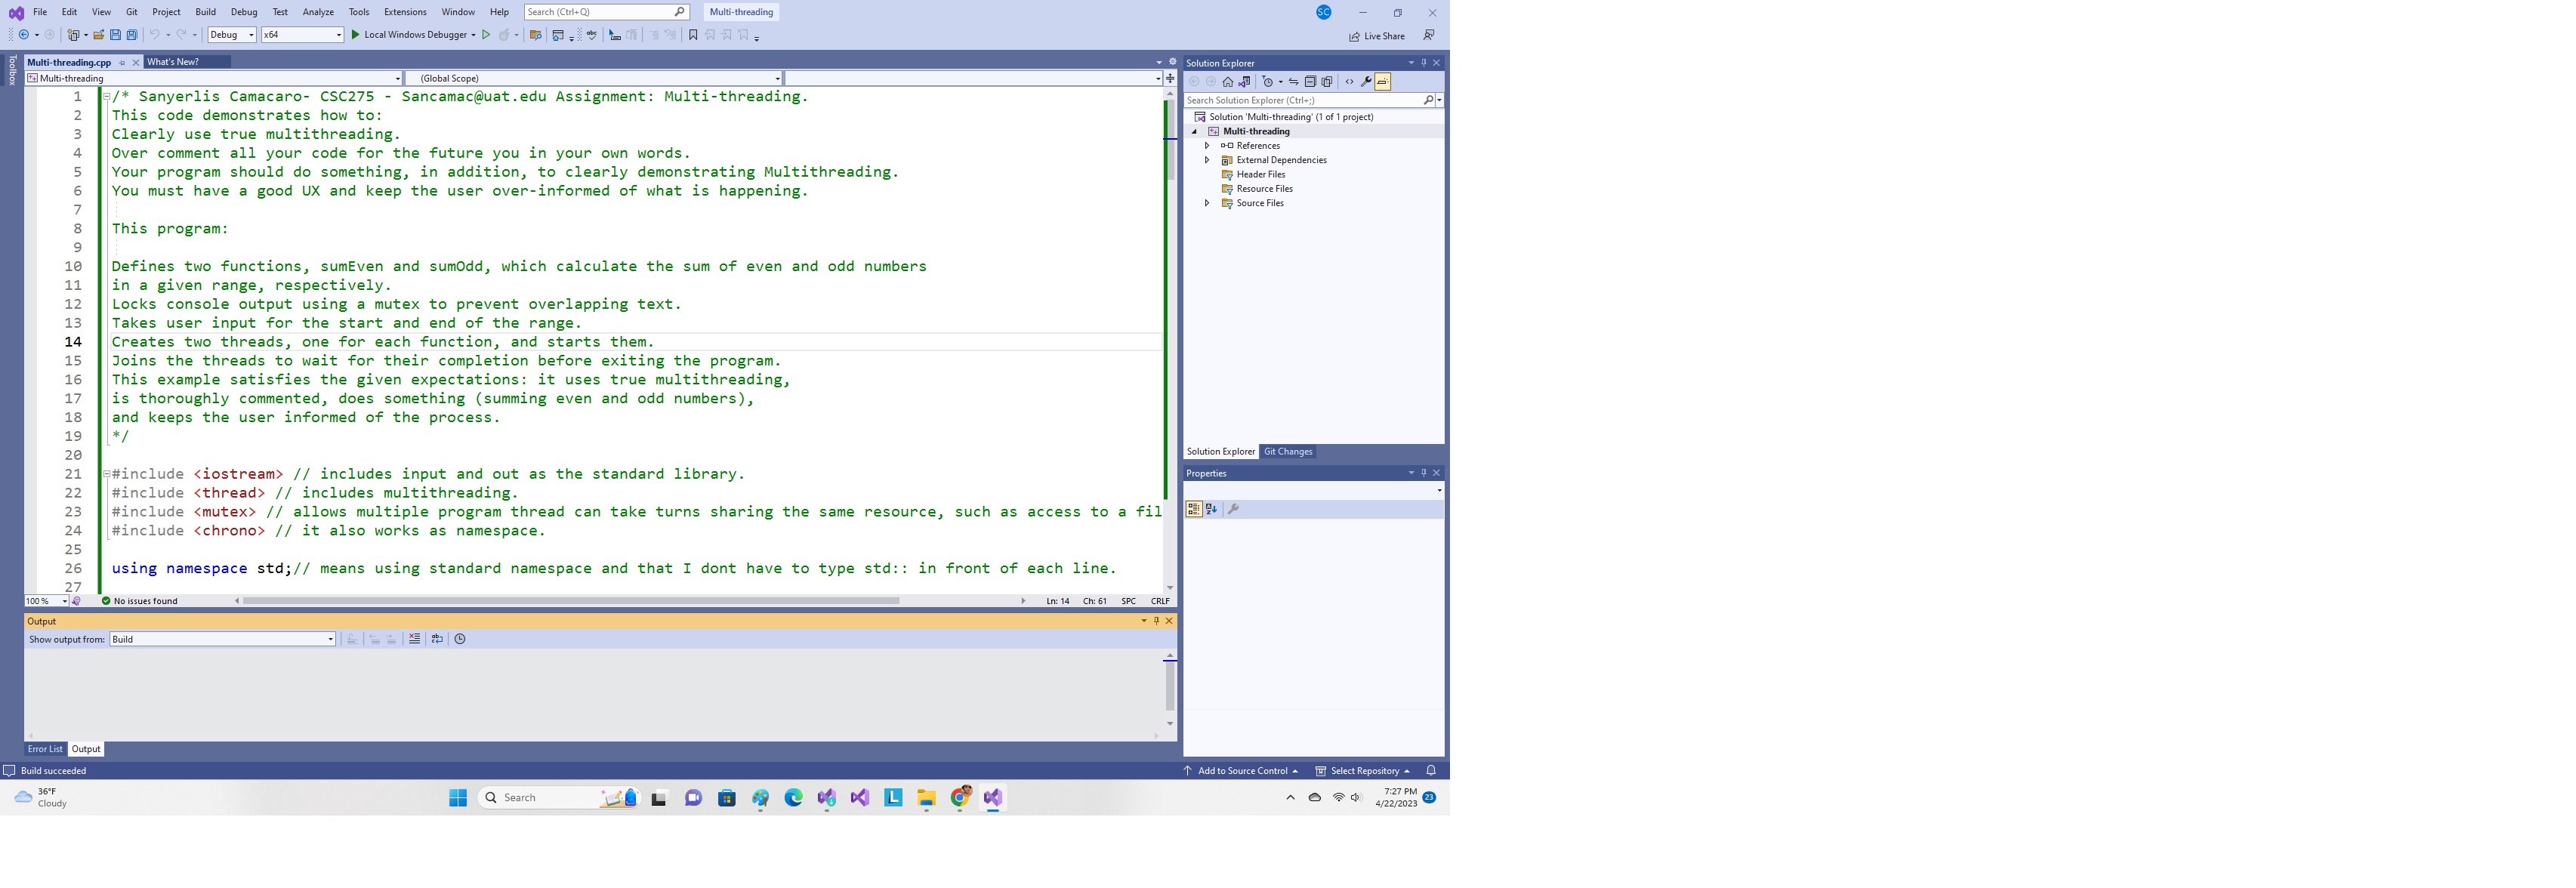 File Edit View Git Project Build Debug Test Analyze Tools Extensions Window Help Search (Ctrl+Q) Multi-threading SC
Debug x64 Local Windows Debugger Live Share
Toolbox
Multi-threading.cpp What's New?
Multi-threading (Global Scope)
1 /* Sanyerlis Camacaro- CSC275 - Sancamac@uat.edu Assignment: Multi-threading.
2 This code demonstrates how to:
3 Clearly use true multithreading.
4 Over comment all your code for the future you in your own words.
5 Your program should do something, in addition, to clearly demonstrating Multithreading.
6 You must have a good UX and keep the user over-informed of what is happening.
7
8 This program:
9
10 Defines two functions, sumEven and sumOdd, which calculate the sum of even and odd numbers
11 in a given range, respectively.
12 Locks console output using a mutex to prevent overlapping text.
13 Takes user input for the start and end of the range.
14 Creates two threads, one for each function, and starts them.
15 Joins the threads to wait for their completion before exiting the program.
16 This example satisfies the given expectations: it uses true multithreading,
17 is thoroughly commented, does something (summing even and odd numbers),
18 and keeps the user informed of the process.
19 */
20
21 #include <iostream> // includes input and out as the standard library.
22 #include <thread> // includes multithreading.
23 #include <mutex> // allows multiple program thread can take turns sharing the same resource, such as access to a fil
24 #include <chrono> // it also works as namespace.
25
26 using namespace std;// means using standard namespace and that I dont have to type std:: in front of each line.
27
100 % No issues found Ln: 14 Ch: 61 SPC CRLF
Output
Show output from: Build
Error List Output
Solution Explorer
Search Solution Explorer (Ctrl+;)
Solution 'Multi-threading' (1 of 1 project)
Multi-threading
References
External Dependencies
Header Files
Resource Files
Source Files
Solution Explorer Git Changes
Properties
Build succeeded Add to Source Control Select Repository
36°F
Cloudy
Search
7:27 PM
4/22/2023 23